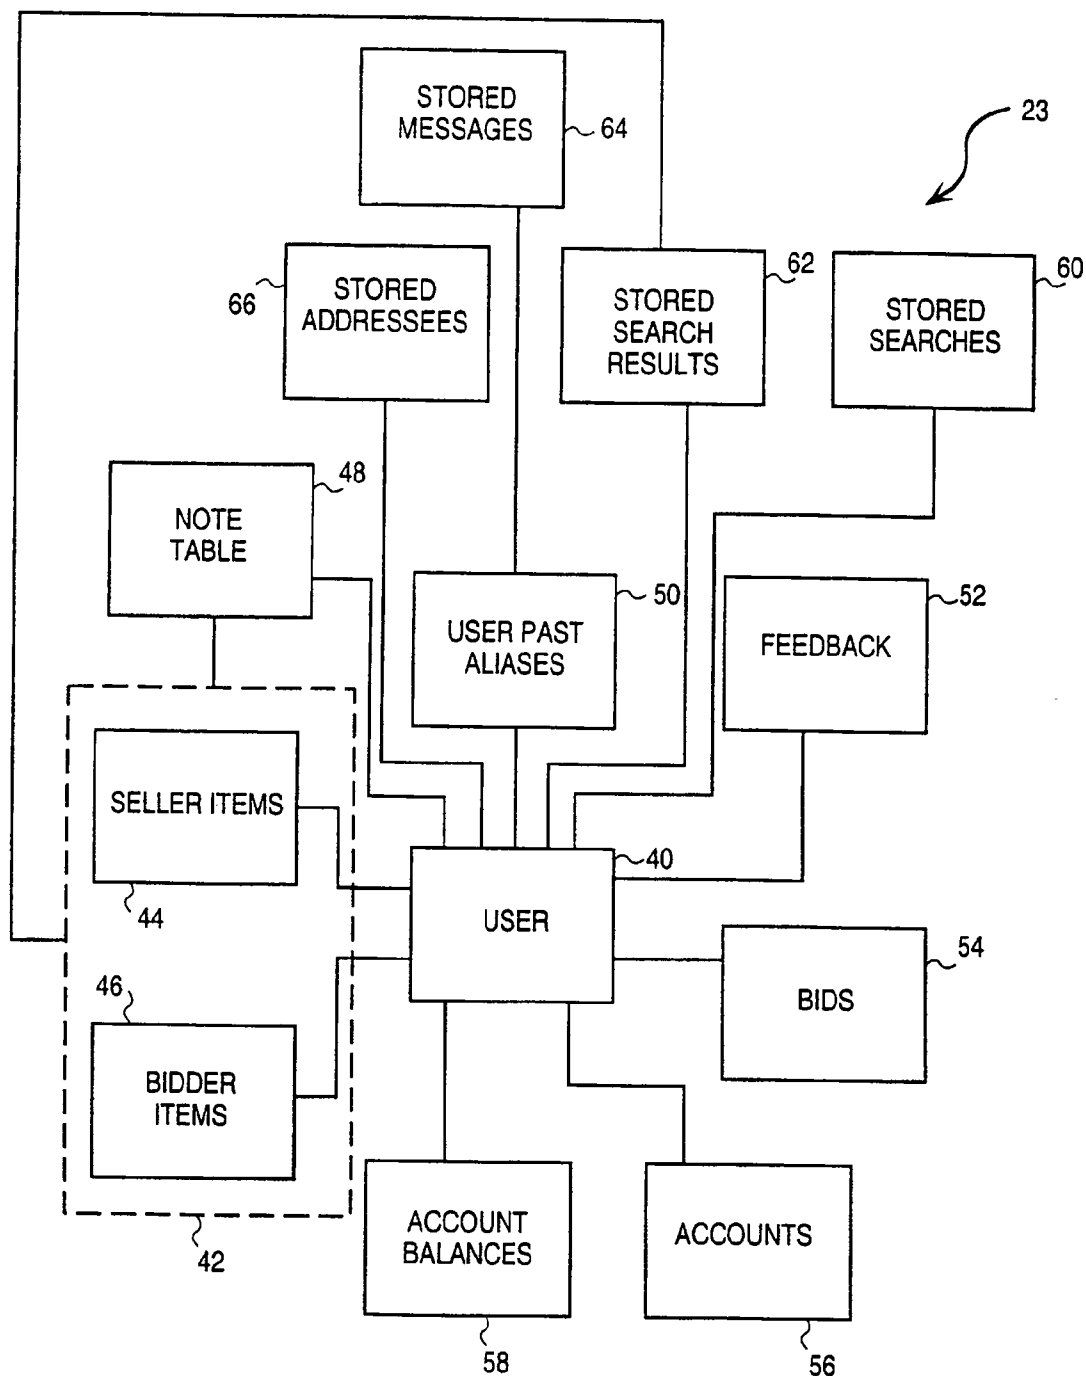 STORED
MESSAGES
64
23
STORED
ADDRESSEES
66
STORED
SEARCH
RESULTS
62
STORED
SEARCHES
60
NOTE
TABLE
48
USER PAST
ALIASES
50
FEEDBACK
52
SELLER ITEMS
44
USER
40
BIDS
54
46
BIDDER
ITEMS
42
ACCOUNT
BALANCES
58
ACCOUNTS
56